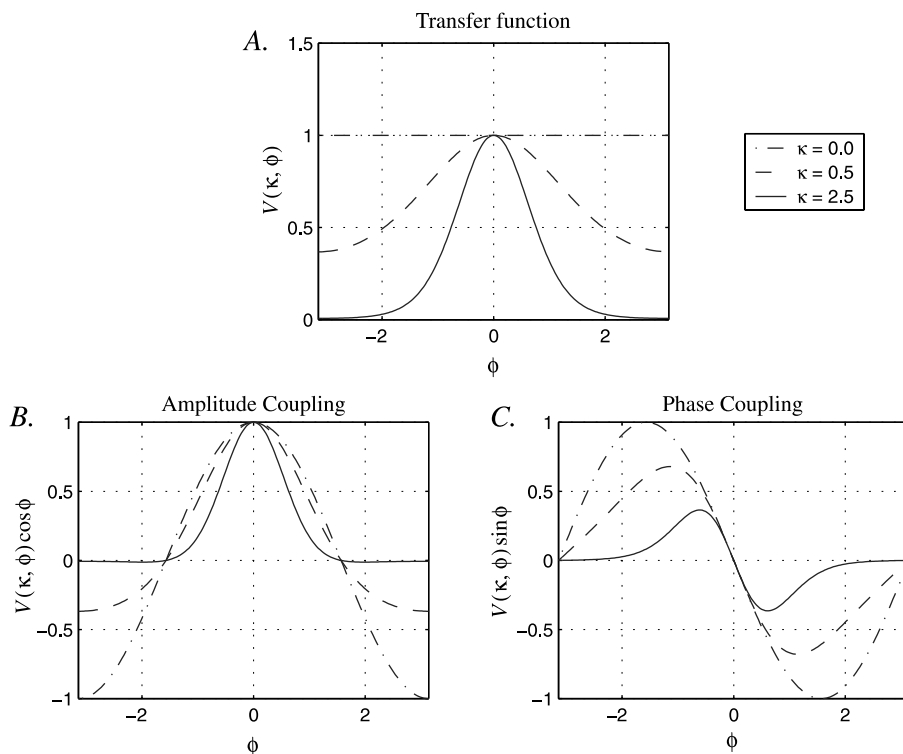 Transfer function
A.
1.5
1
0.5
0
−2
0
2
V(κ, ϕ)
ϕ
κ = 0.0
κ = 0.5
κ = 2.5
B.
Amplitude Coupling
1
0.5
0
−0.5
−1
−2
0
2
V(κ, ϕ) cos ϕ
ϕ
C.
Phase Coupling
1
0.5
0
−0.5
−1
−2
0
2
V(κ, ϕ) sin ϕ
ϕ